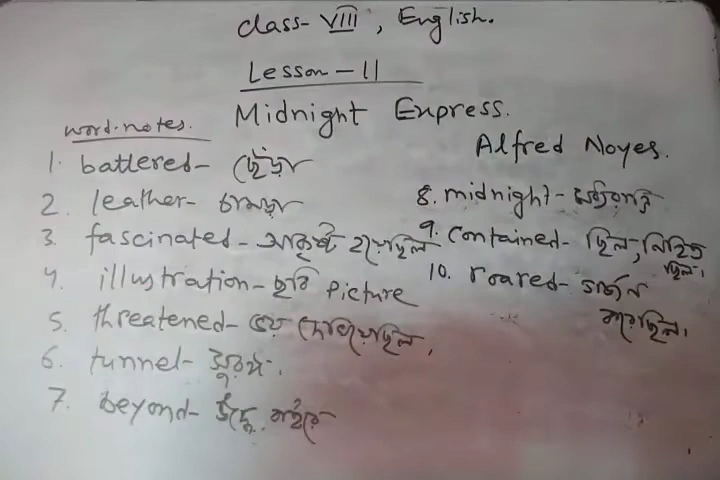 class-VIII, English.
Lesson-11
Midnight Express.
Alfred Noyes.
word-notes.
1. battered- ছেঁড়া
2. leather- চামড়া
3. fascinated- আকৃষ্ট হয়েছিল
4. illustration- ছবি picture
5. threatened- ভয় দেখিয়েছিল,
6. tunnel- সুরঙ্গ.
7. beyond- বাইরে
8. midnight- মধ্যরাত্রি
9. contained- ছিল, নিহিত ছিল।
10. roared- গর্জন করেছিল।